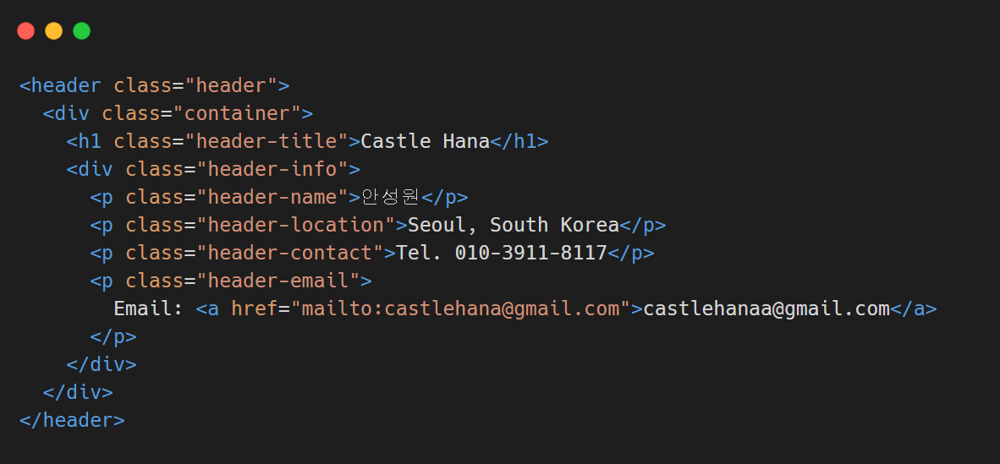 <header class="header">
<div class="container">
<h1 class="header-title">Castle Hana</h1>
<div class="header-info">
<p class="header-name">안성원</p>
<p class="header-location">Seoul, South Korea</p>
<p class="header-contact">Tel. 010-3911-8117</p>
<p class="header-email">
Email: <a href="mailto:castlehana@gmail.com">castlehanaa@gmail.com</a>
</p>
</div>
</div>
</header>